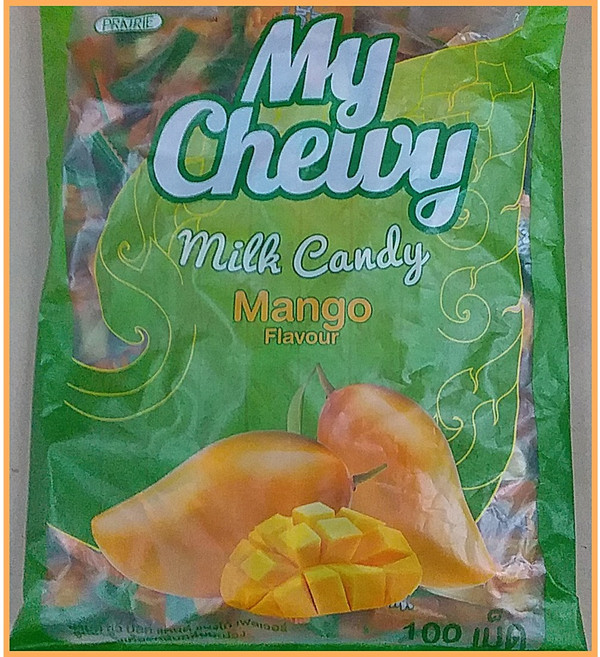 PRAIRIE
My
Chewy
Milk Candy
Mango
Flavour
100 เม็ด